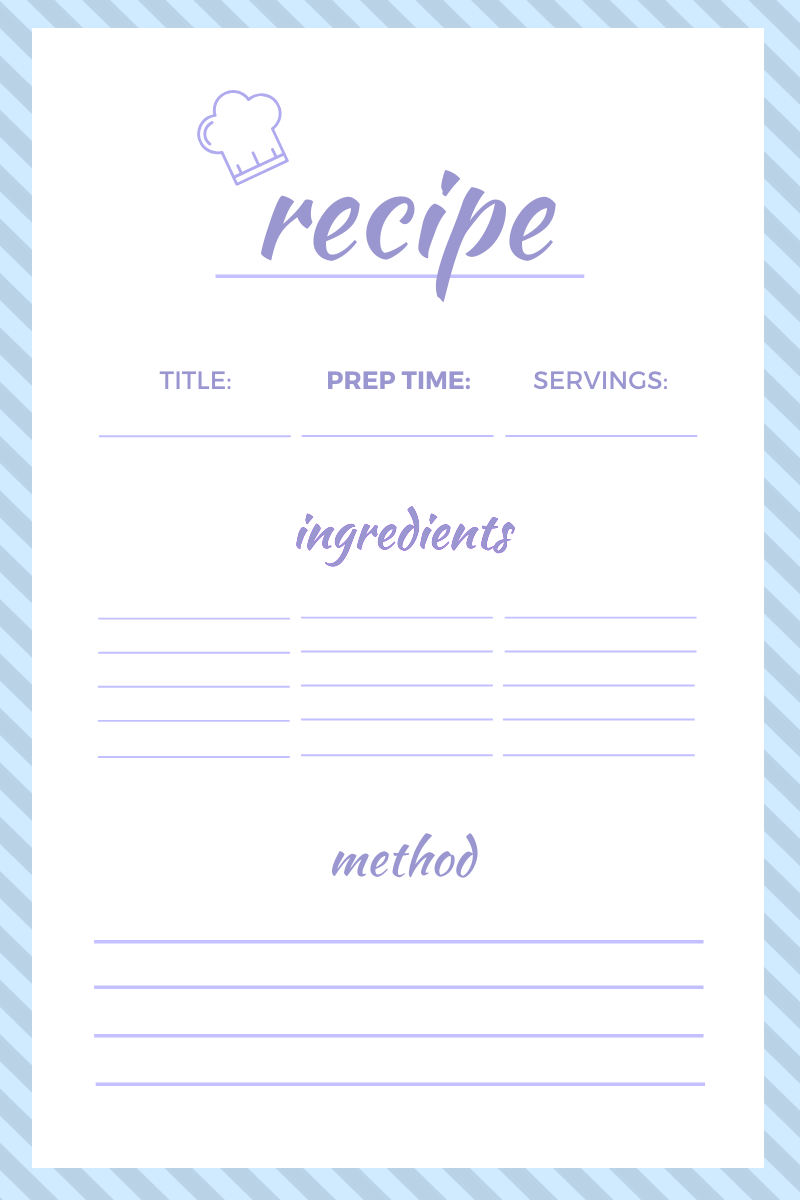 recipe
TITLE: PREP TIME: SERVINGS:
ingredients
method